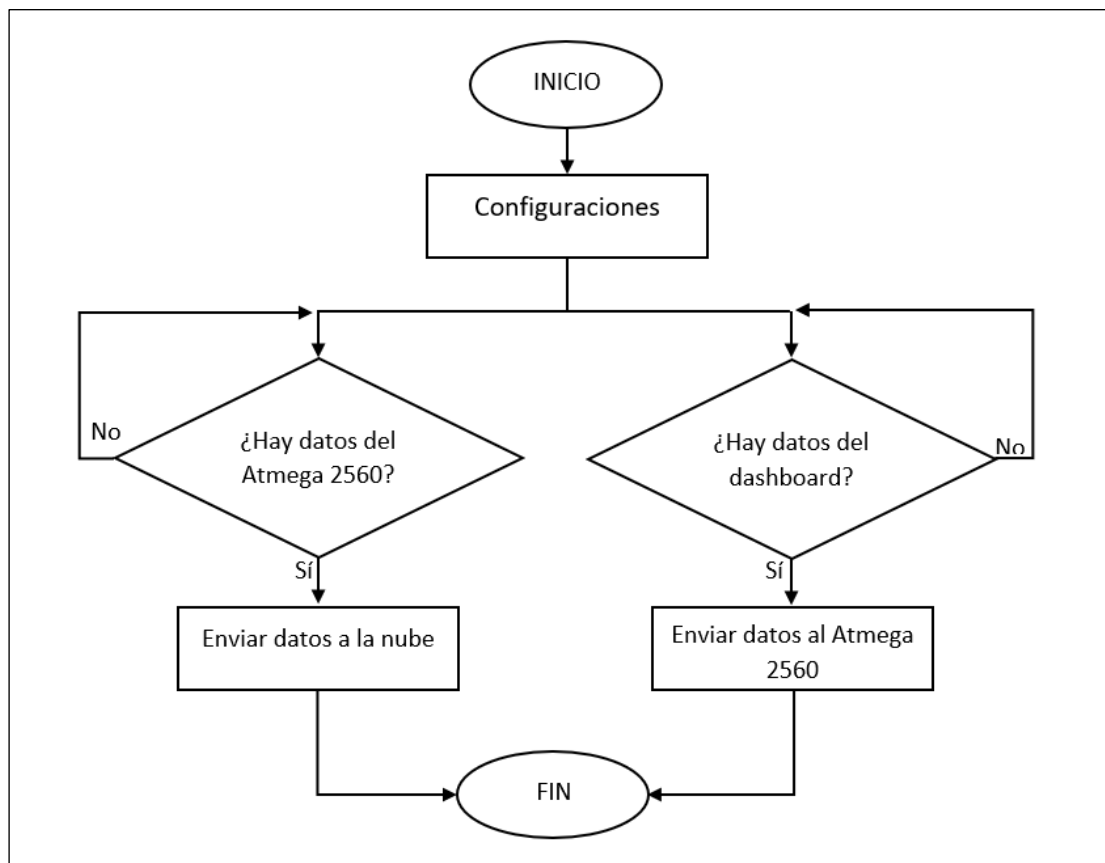 INICIO
Configuraciones
No
¿Hay datos del
Atmega 2560?
¿Hay datos del
dashboard?
No
Sí
Sí
Enviar datos a la nube
Enviar datos al Atmega
2560
FIN